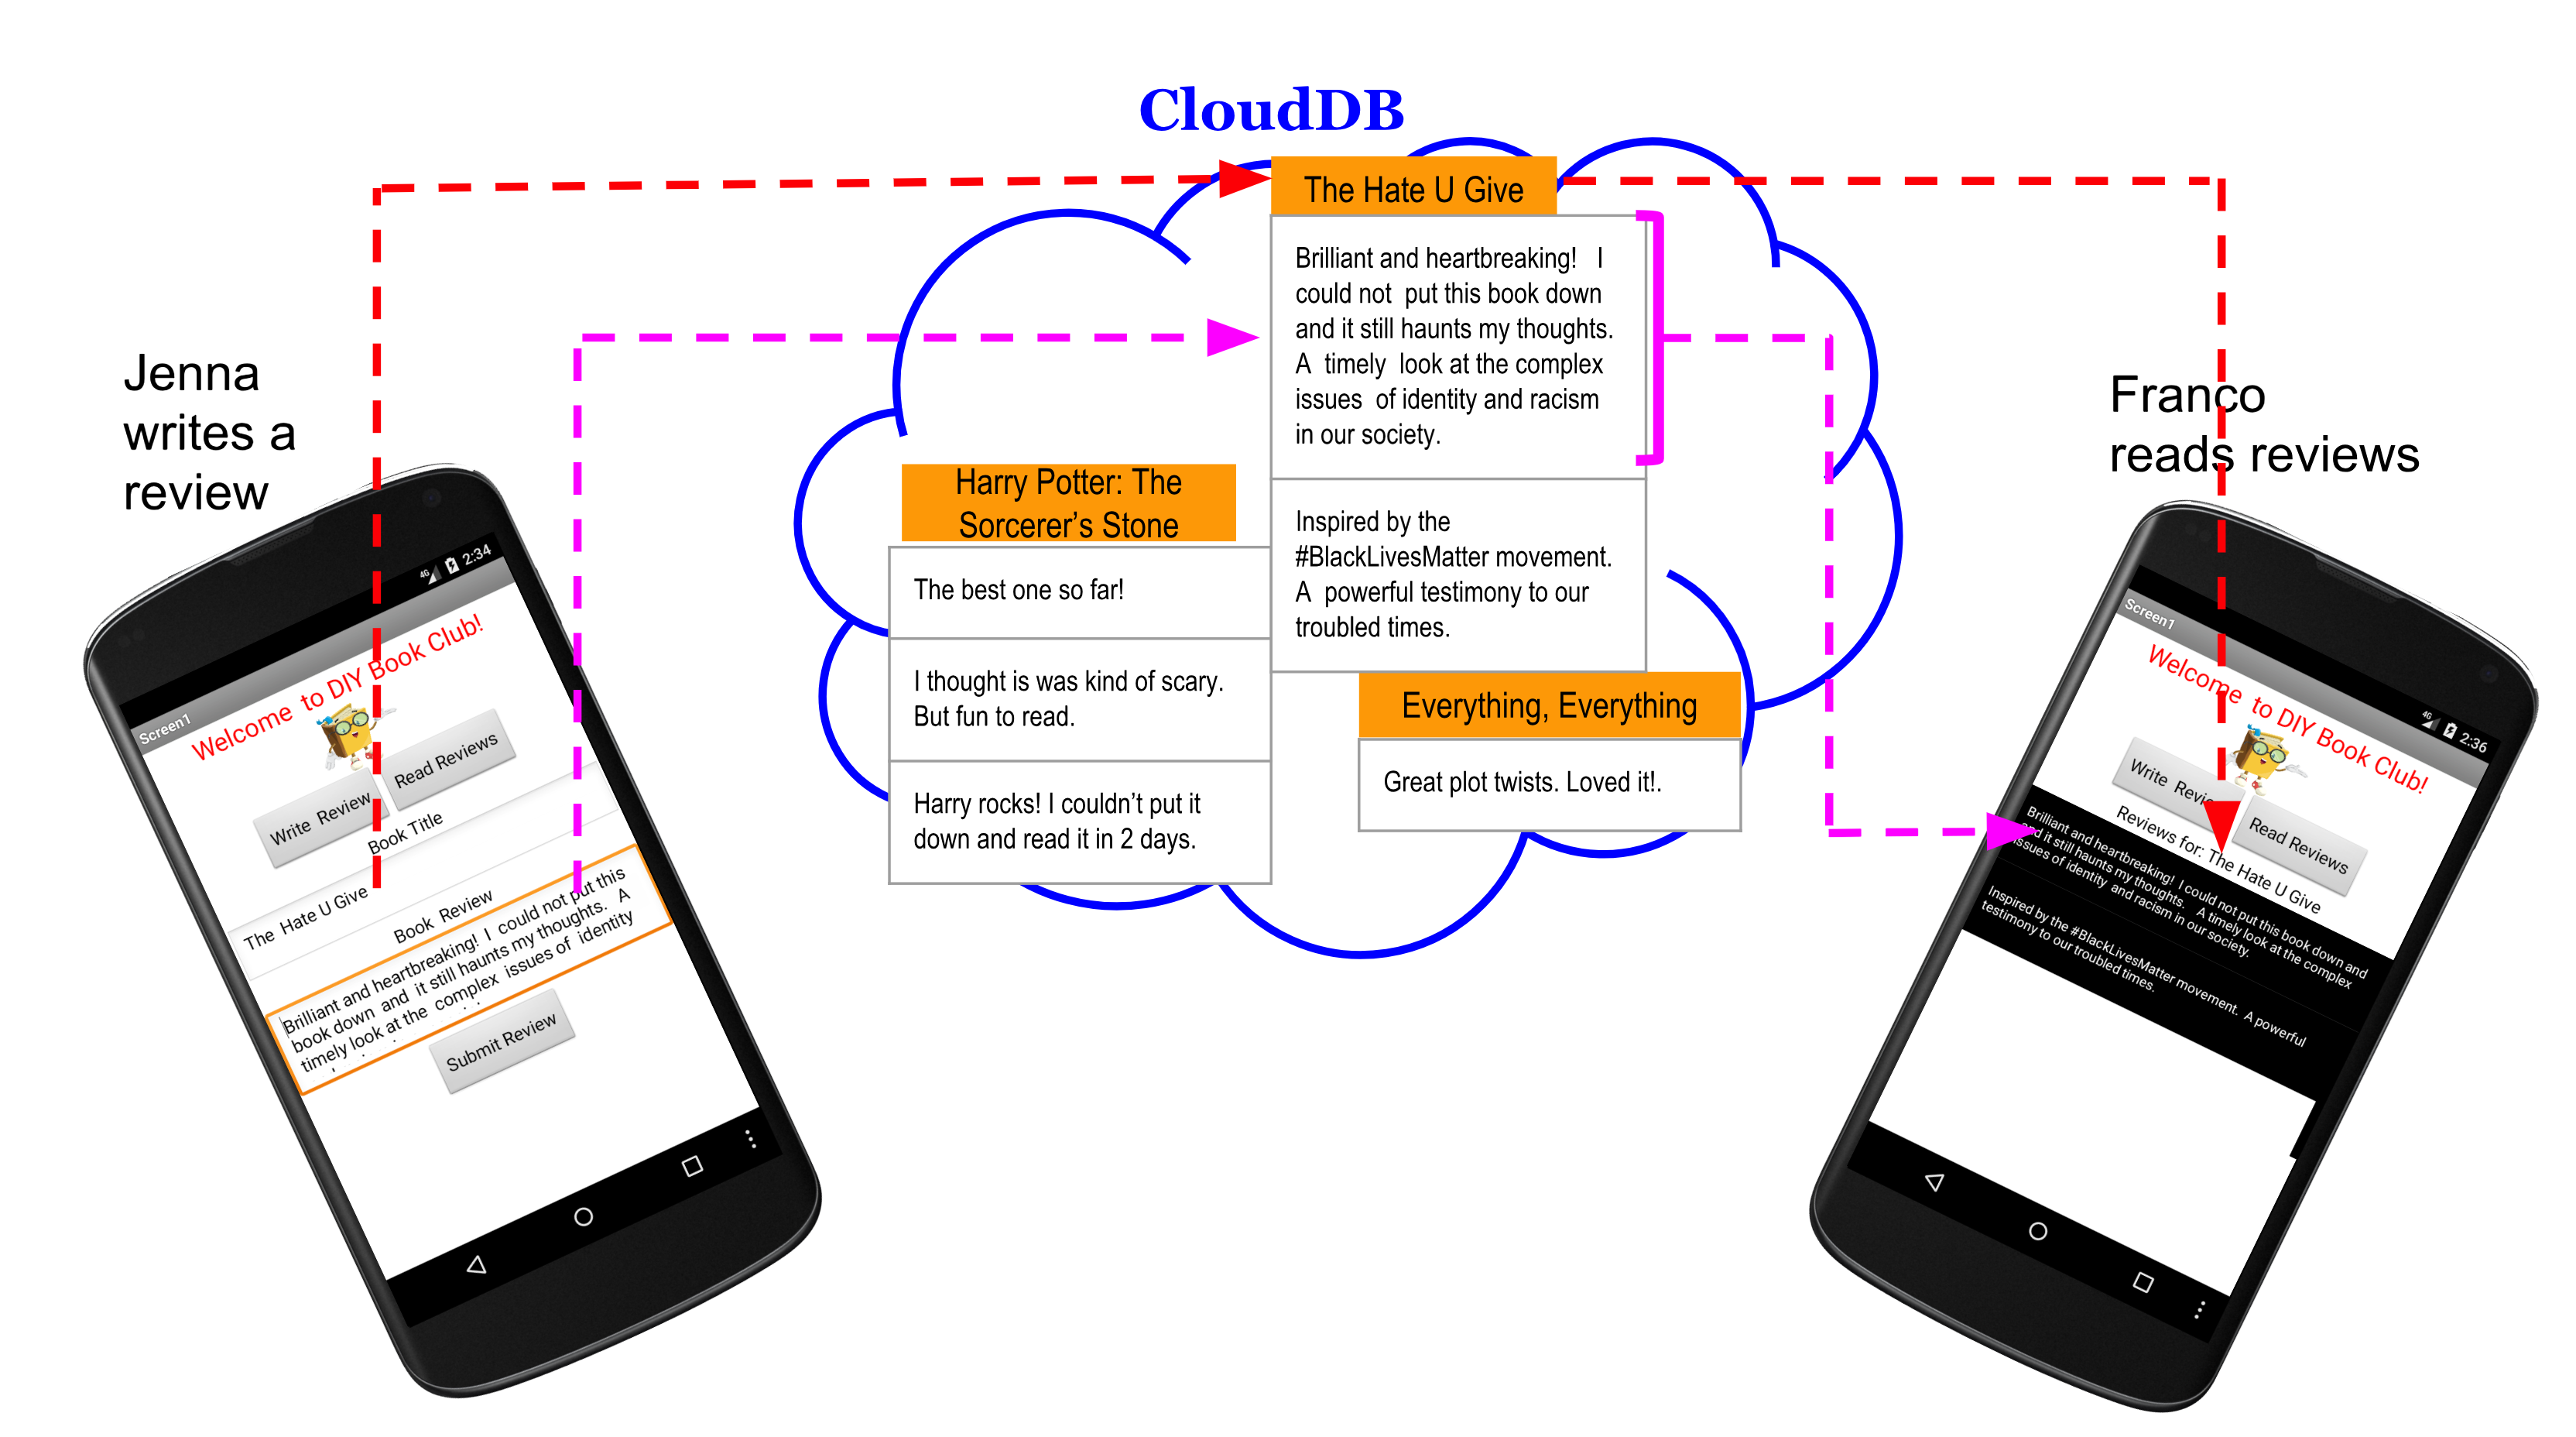 CloudDB
Jenna
writes a
review
4G 2:34
Screen1
Welcome to DIY Book Club!
Write Review
Read Reviews
Book Title
The Hate U Give
Book Review
Brilliant and heartbreaking! I could not put this
book down and it still haunts my thoughts. A
timely look at the complex issues of identity
Submit Review
The Hate U Give
Brilliant and heartbreaking! I
could not put this book down
and it still haunts my thoughts.
A timely look at the complex
issues of identity and racism
in our society.
Inspired by the
#BlackLivesMatter movement.
A powerful testimony to our
troubled times.
Harry Potter: The
Sorcerer's Stone
The best one so far!
I thought is was kind of scary.
But fun to read.
Harry rocks! I couldn't put it
down and read it in 2 days.
Everything, Everything
Great plot twists. Loved it!.
Franco
reads reviews
4G 2:36
Screen1
Welcome to DIY Book Club!
Write Review
Read Reviews
Reviews for: The Hate U Give
Brilliant and heartbreaking! I could not put this book down and
and it still haunts my thoughts. A timely look at the complex
issues of identity and racism in our society.
Inspired by the #BlackLivesMatter movement. A powerful
testimony to our troubled times.